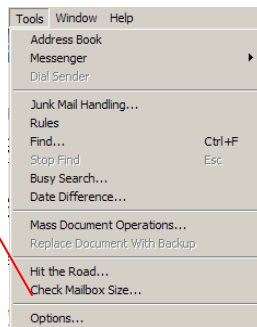 Tools Window Help
Address Book
Messenger
Dial Sender
Junk Mail Handling...
Rules
Find... Ctrl+F
Stop Find Esc
Busy Search...
Date Difference...
Mass Document Operations...
Replace Document With Backup
Hit the Road...
Check Mailbox Size...
Options...